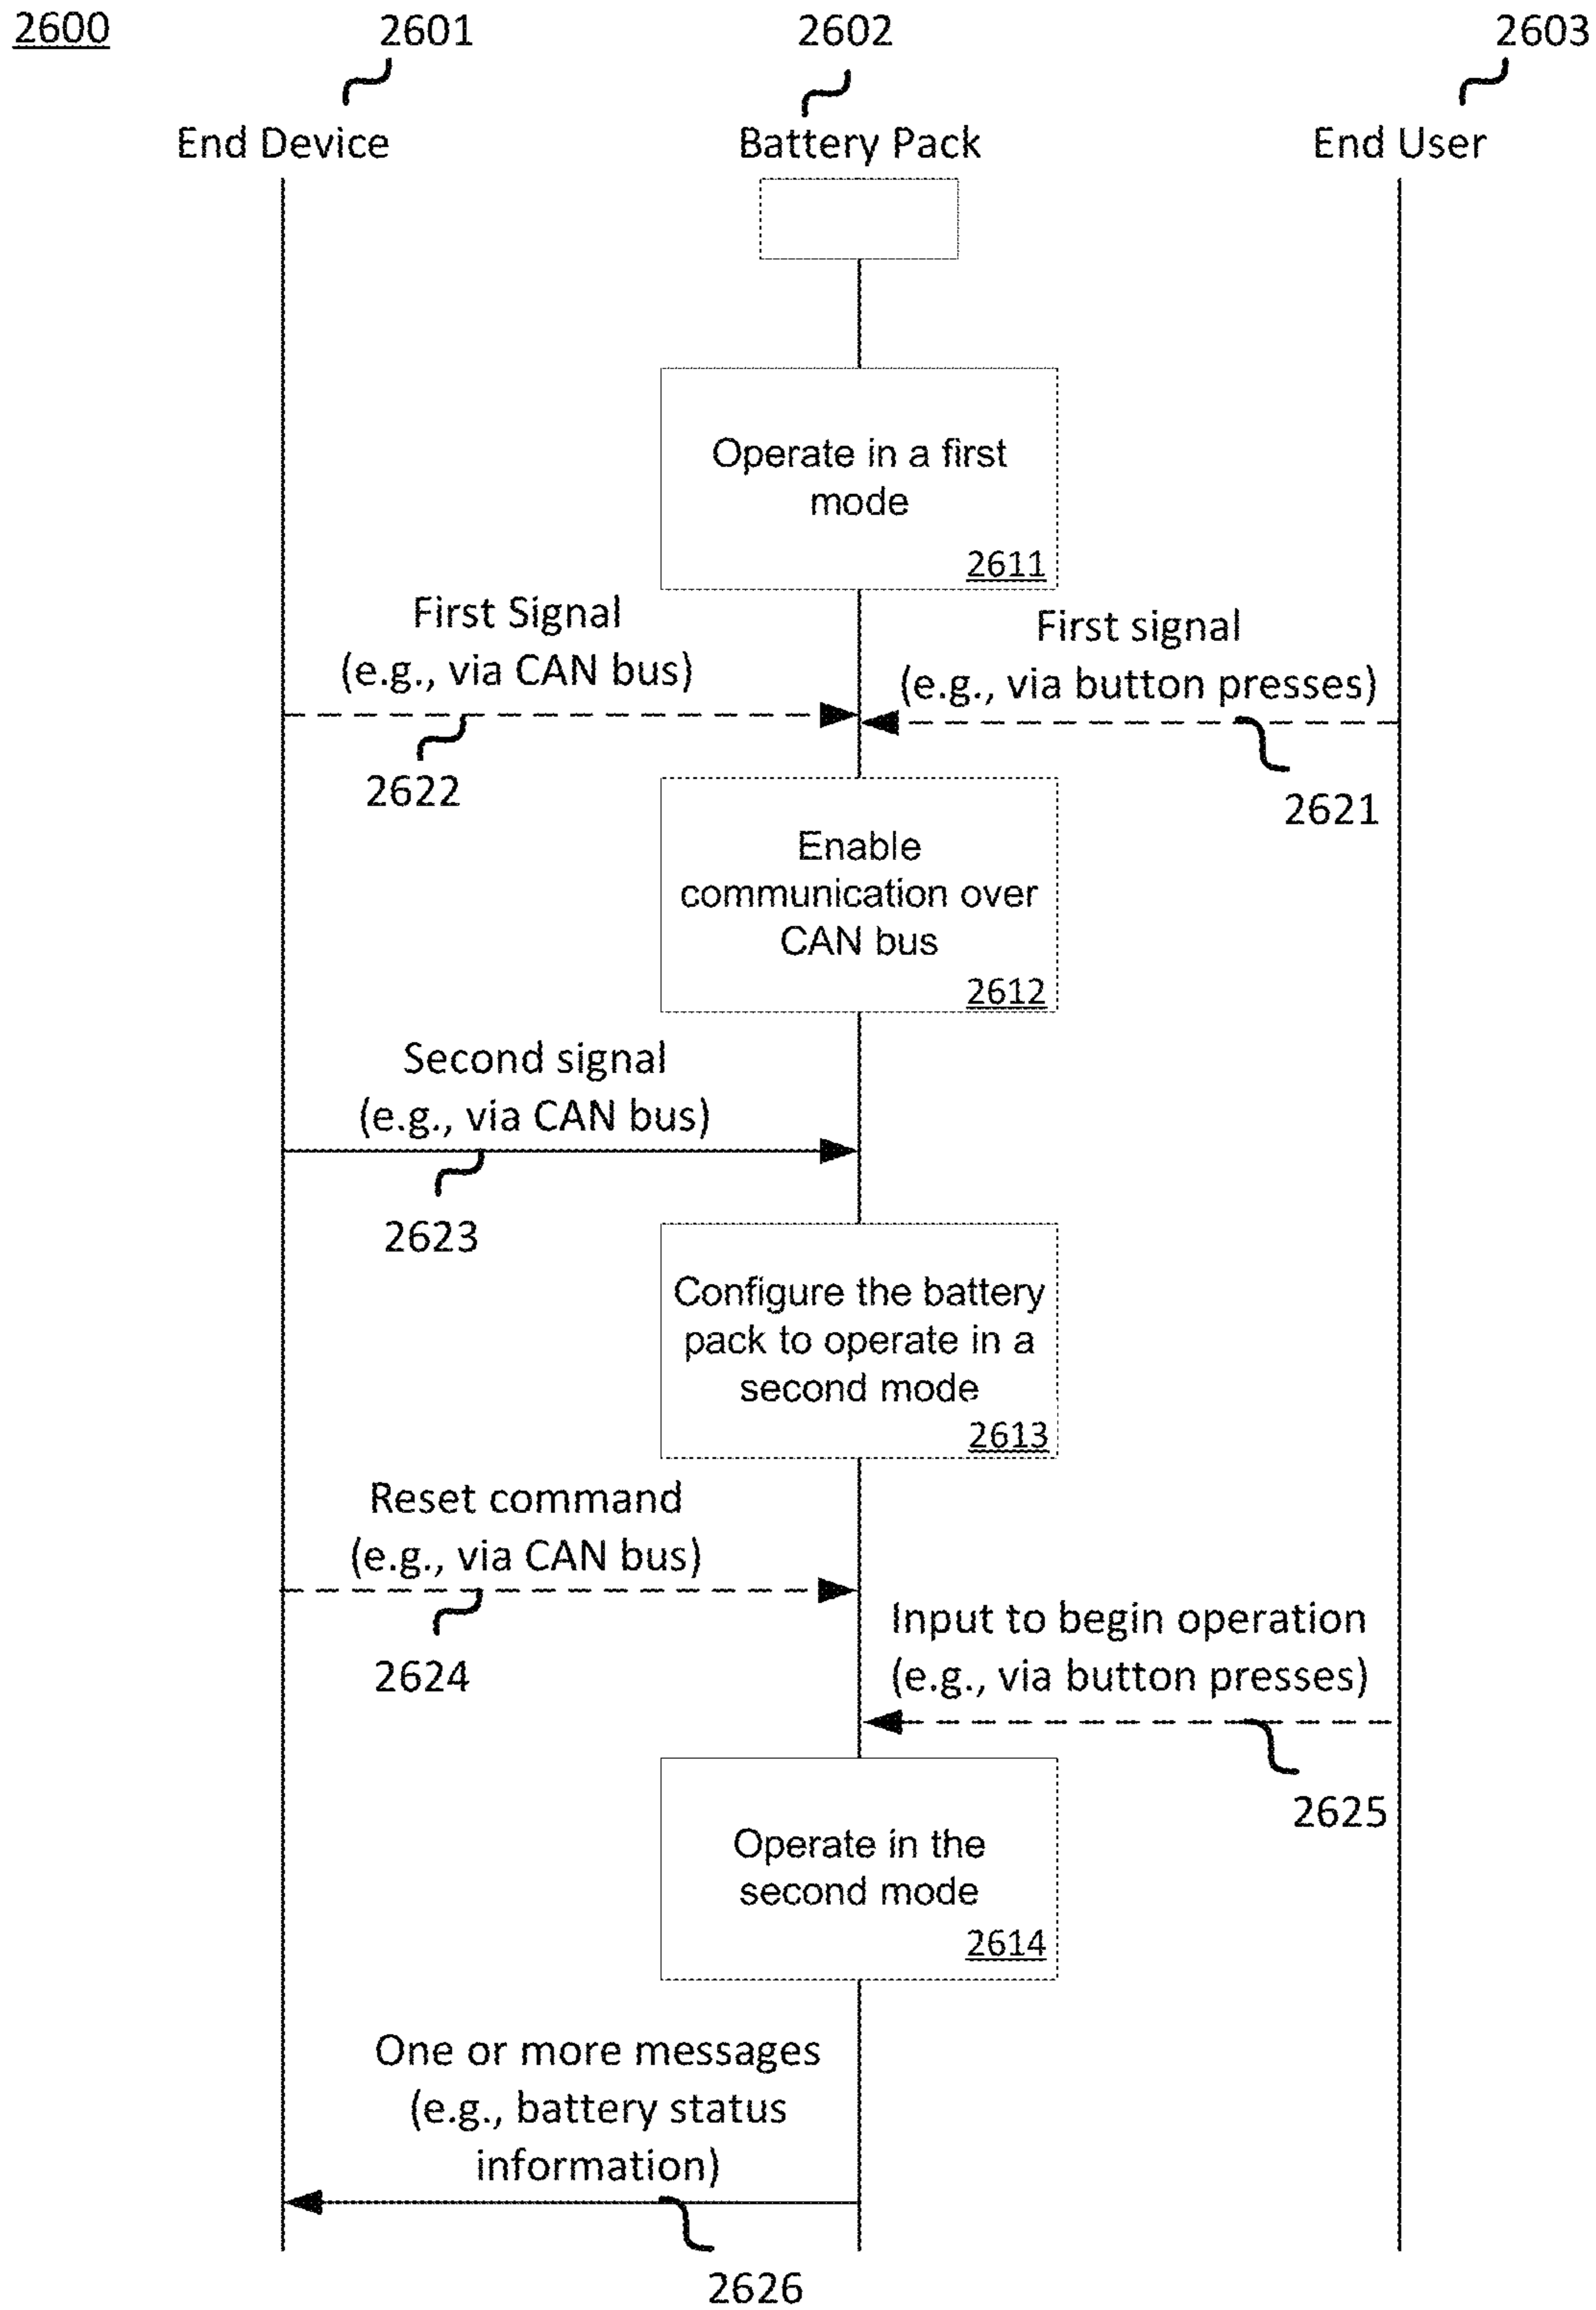 2600
2601
2602
2603
End Device
Battery Pack
End User
Operate in a first
mode
2611
First Signal
(e.g., via CAN bus)
2622
First signal
(e.g., via button presses)
2621
Enable
communication over
CAN bus
2612
Second signal
(e.g., via CAN bus)
2623
Configure the battery
pack to operate in a
second mode
2613
Reset command
(e.g., via CAN bus)
2624
Input to begin operation
(e.g., via button presses)
2625
Operate in the
second mode
2614
One or more messages
(e.g., battery status
information)
2626